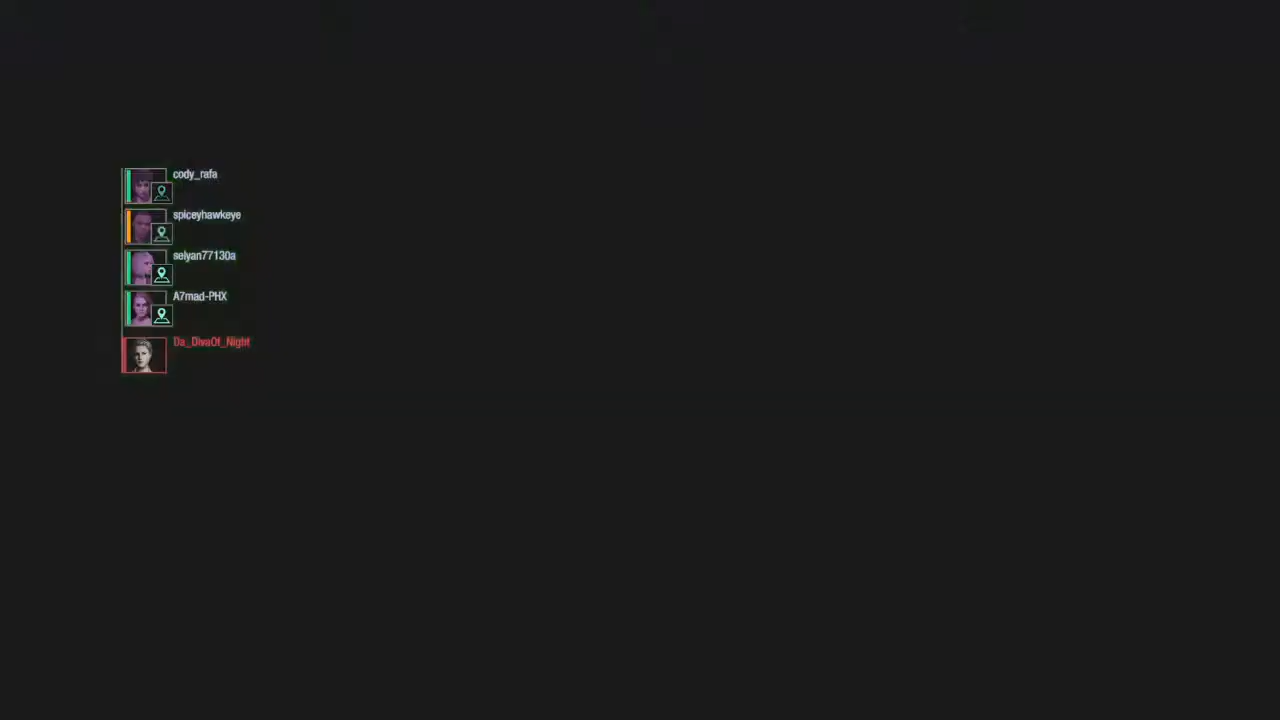 cody_rafa
spiceyhawkeye
seiyan77130a
A7mad-PHX
Da_DivaOf_Night